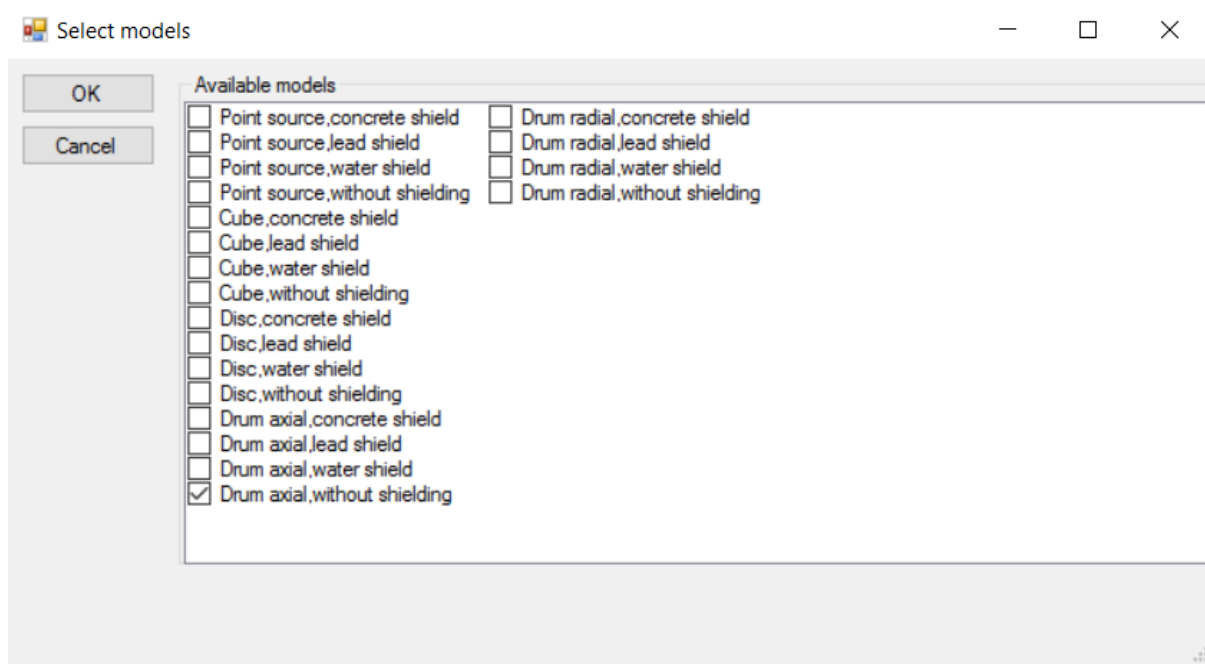 Select models
OK
Cancel
Available models
Point source,concrete shield
Point source,lead shield
Point source,water shield
Point source,without shielding
Cube,concrete shield
Cube,lead shield
Cube,water shield
Cube,without shielding
Disc,concrete shield
Disc,lead shield
Disc,water shield
Disc,without shielding
Drum axial,concrete shield
Drum axial,lead shield
Drum axial,water shield
Drum axial,without shielding
Drum radial,concrete shield
Drum radial,lead shield
Drum radial,water shield
Drum radial,without shielding